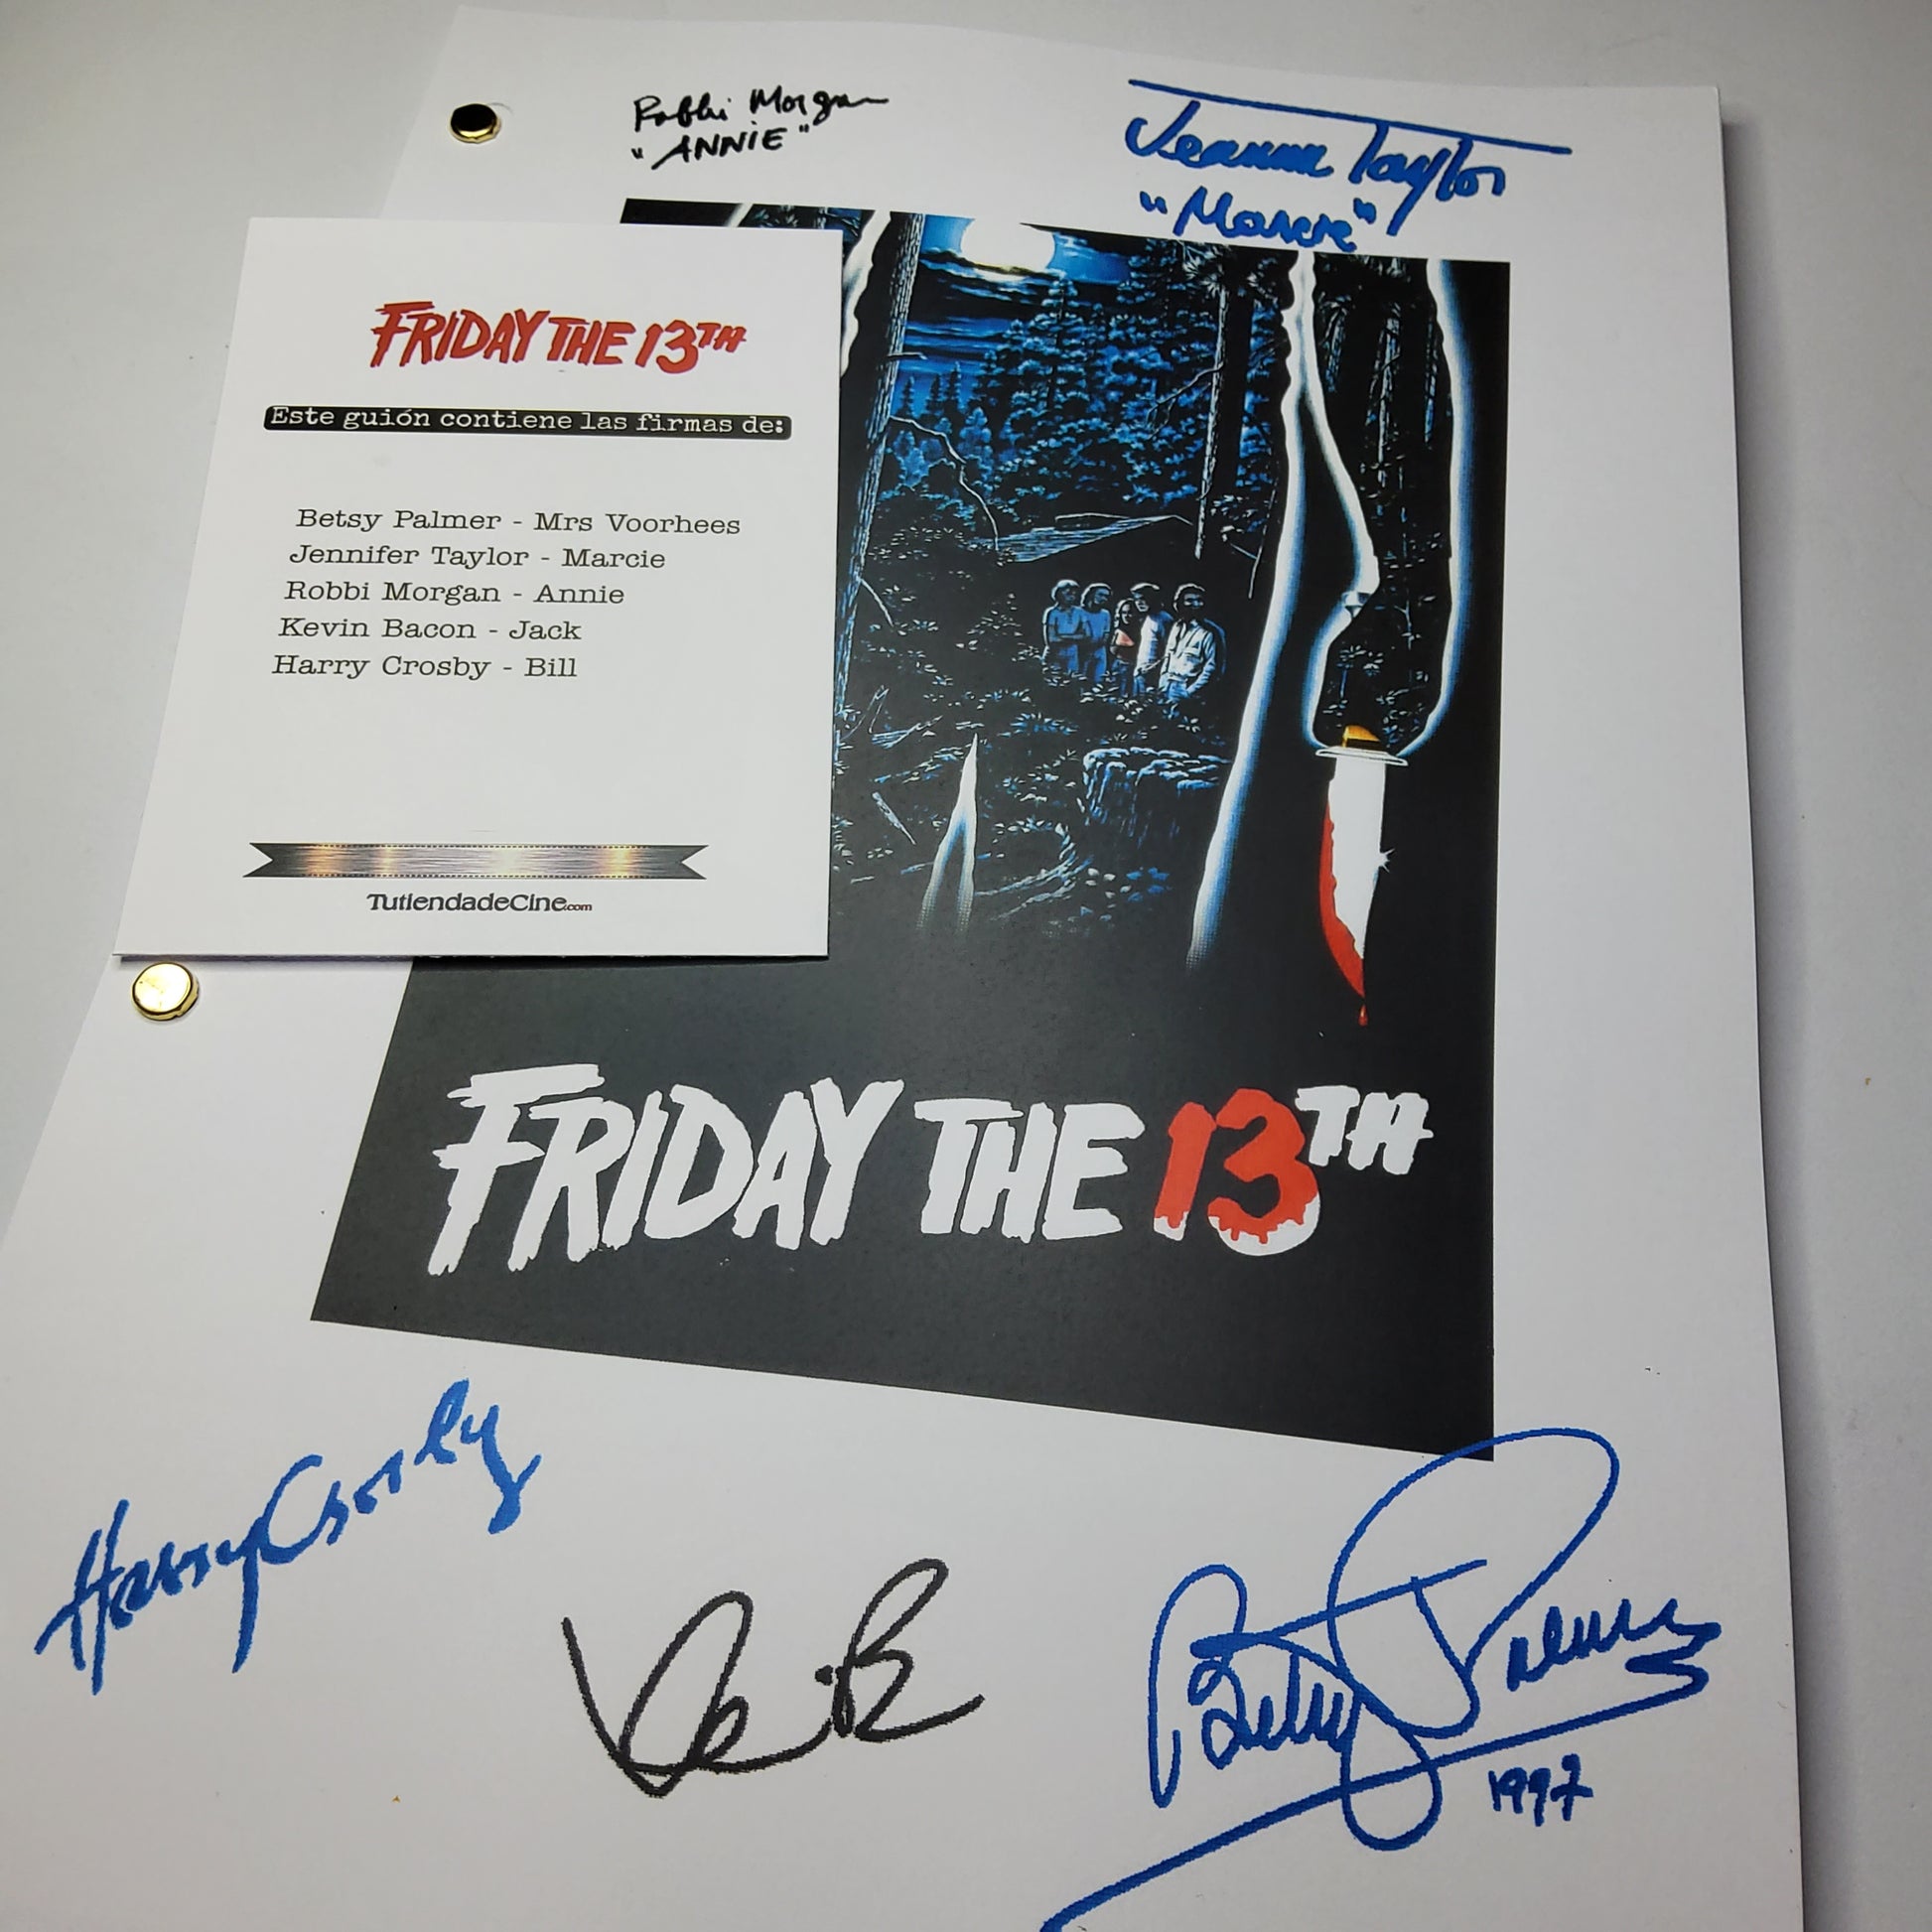 Robbi Morgan
"ANNIE"
Jeannine Taylor
"Marcie"
FRIDAY THE 13TH
Este guión contiene las firmas de:
Betsy Palmer - Mrs Voorhees
Jennifer Taylor - Marcie
Robbi Morgan - Annie
Kevin Bacon - Jack
Harry Crosby - Bill
TutiendadeCine.com
FRIDAY THE 13TH
Harry Crosby
Betsy Palmer
1997